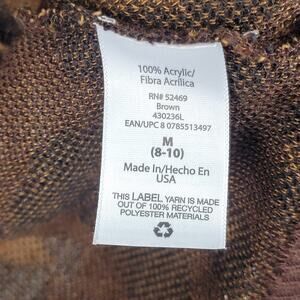 100% Acrylic/
Fibra Acrilica
RN# 52469
Brown
430236L
EAN/UPC 8 0785513497
M
(8-10)
Made In/Hecho En
USA
THIS LABEL YARN IS MADE
OUT OF 100% RECYCLED
POLYESTER MATERIALS